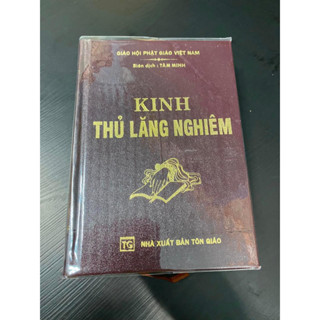 GIÁO HỘI PHẬT GIÁO VIỆT NAM
Biên dịch : TÂM MINH
KINH
THỦ LĂNG NGHIÊM
TG
NHÀ XUẤT BẢN TÔN GIÁO